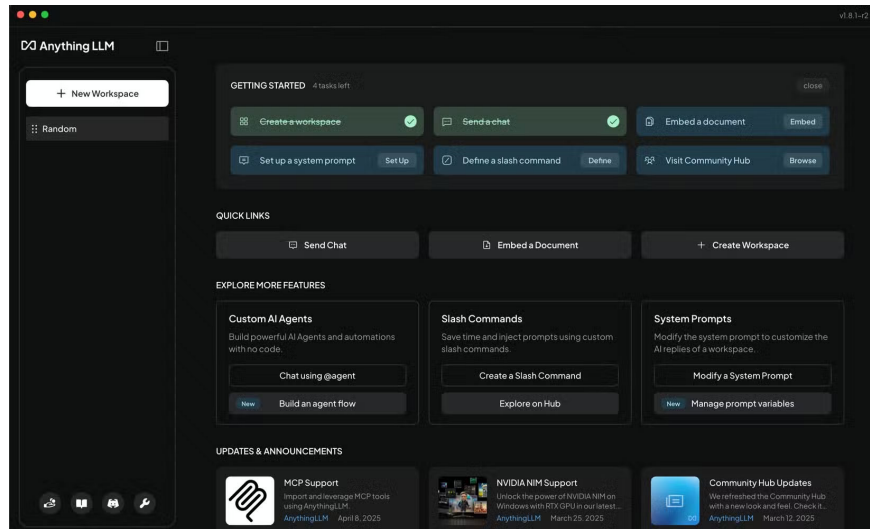 v1.8.1-r2
Anything LLM
+ New Workspace
Random
GETTING STARTED 4 tasks left close
Create a workspace
Send a chat
Embed a document Embed
Set up a system prompt Set Up
Define a slash command Define
Visit Community Hub Browse
QUICK LINKS
Send Chat
Embed a Document
+ Create Workspace
EXPLORE MORE FEATURES
Custom AI Agents
Build powerful AI Agents and automations
with no code.
Chat using @agent
New Build an agent flow
Slash Commands
Save time and inject prompts using custom
slash commands.
Create a Slash Command
Explore on Hub
System Prompts
Modify the system prompt to customize the
AI replies of a workspace.
Modify a System Prompt
New Manage prompt variables
UPDATES & ANNOUNCEMENTS
MCP Support
Import and leverage MCP tools
using AnythingLLM.
AnythingLLM April 8, 2025
NVIDIA NIM Support
Unlock the power of NVIDIA NIM on
Windows with RTX GPU in our latest...
AnythingLLM March 25, 2025
Community Hub Updates
We refreshed the Community Hub
with a new look and feel. Check it...
AnythingLLM March 12, 2025